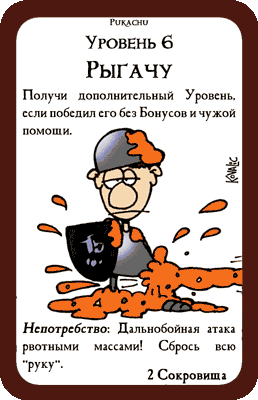 Pukachu
Уровень 6
Рыгачу
Получи дополнительный Уровень,
если победил его без Бонусов и чужой
помощи.
Kovalic
Непотребство: Дальнобойная атака
рвотными массами! Сбрось всю
"руку".
2 Сокровища